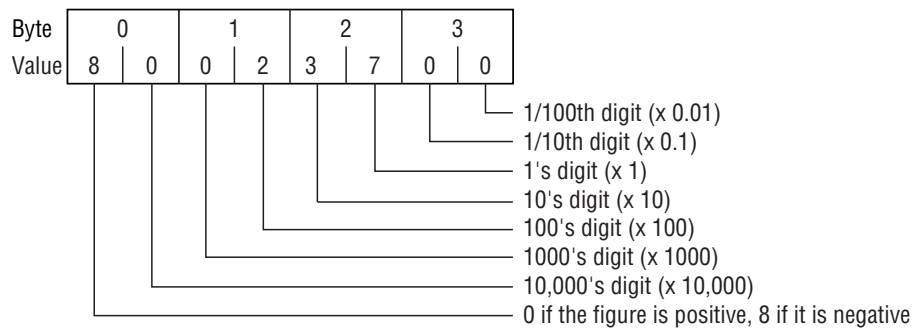 Byte 0 1 2 3
Value 8 0 0 2 3 7 0 0
1/100th digit (x 0.01)
1/10th digit (x 0.1)
1's digit (x 1)
10's digit (x 10)
100's digit (x 100)
1000's digit (x 1000)
10,000's digit (x 10,000)
0 if the figure is positive, 8 if it is negative